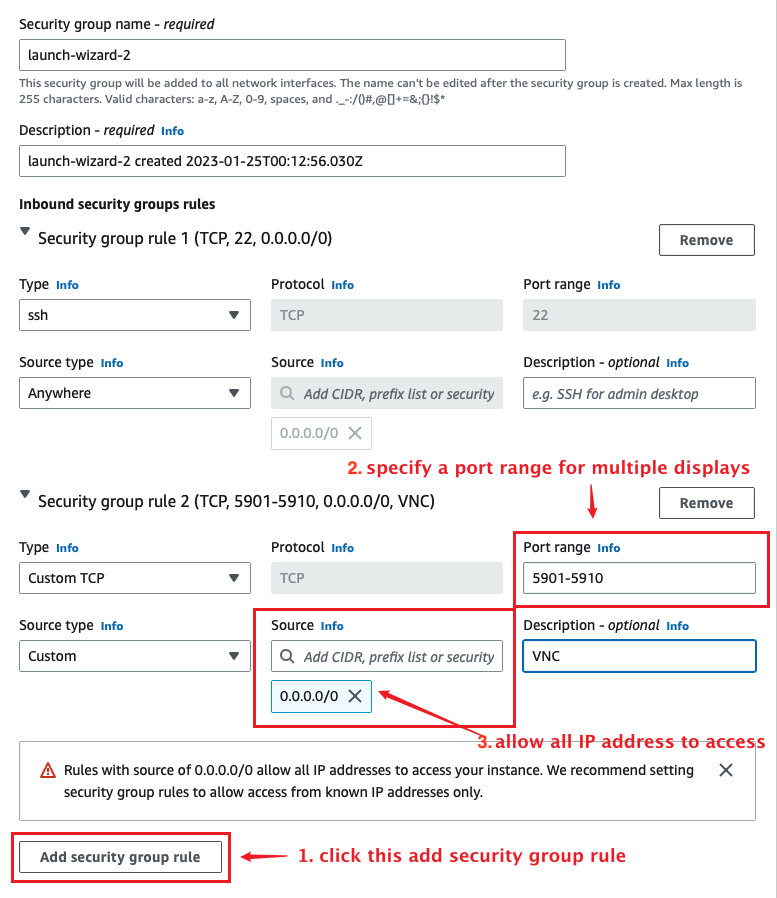 Security group name - required
launch-wizard-2
This security group will be added to all network interfaces. The name can't be edited after the security group is created. Max length is
255 characters. Valid characters: a-z, A-Z, 0-9, spaces, and ._-:/()#,@[]+=&;{}!$*
Description - required Info
launch-wizard-2 created 2023-01-25T00:12:56.030Z
Inbound security groups rules
Security group rule 1 (TCP, 22, 0.0.0.0/0)
Remove
Type Info
Protocol Info
Port range Info
ssh
TCP
22
Source type Info
Source Info
Description - optional Info
Anywhere
Add CIDR, prefix list or security
e.g. SSH for admin desktop
0.0.0.0/0
2. specify a port range for multiple displays
Security group rule 2 (TCP, 5901-5910, 0.0.0.0/0, VNC)
Remove
Type Info
Protocol Info
Port range Info
Custom TCP
TCP
5901-5910
Source type Info
Source Info
Description - optional Info
Custom
Add CIDR, prefix list or security
VNC
0.0.0.0/0
3. allow all IP address to access
Rules with source of 0.0.0.0/0 allow all IP addresses to access your instance. We recommend setting
security group rules to allow access from known IP addresses only.
Add security group rule
1. click this add security group rule